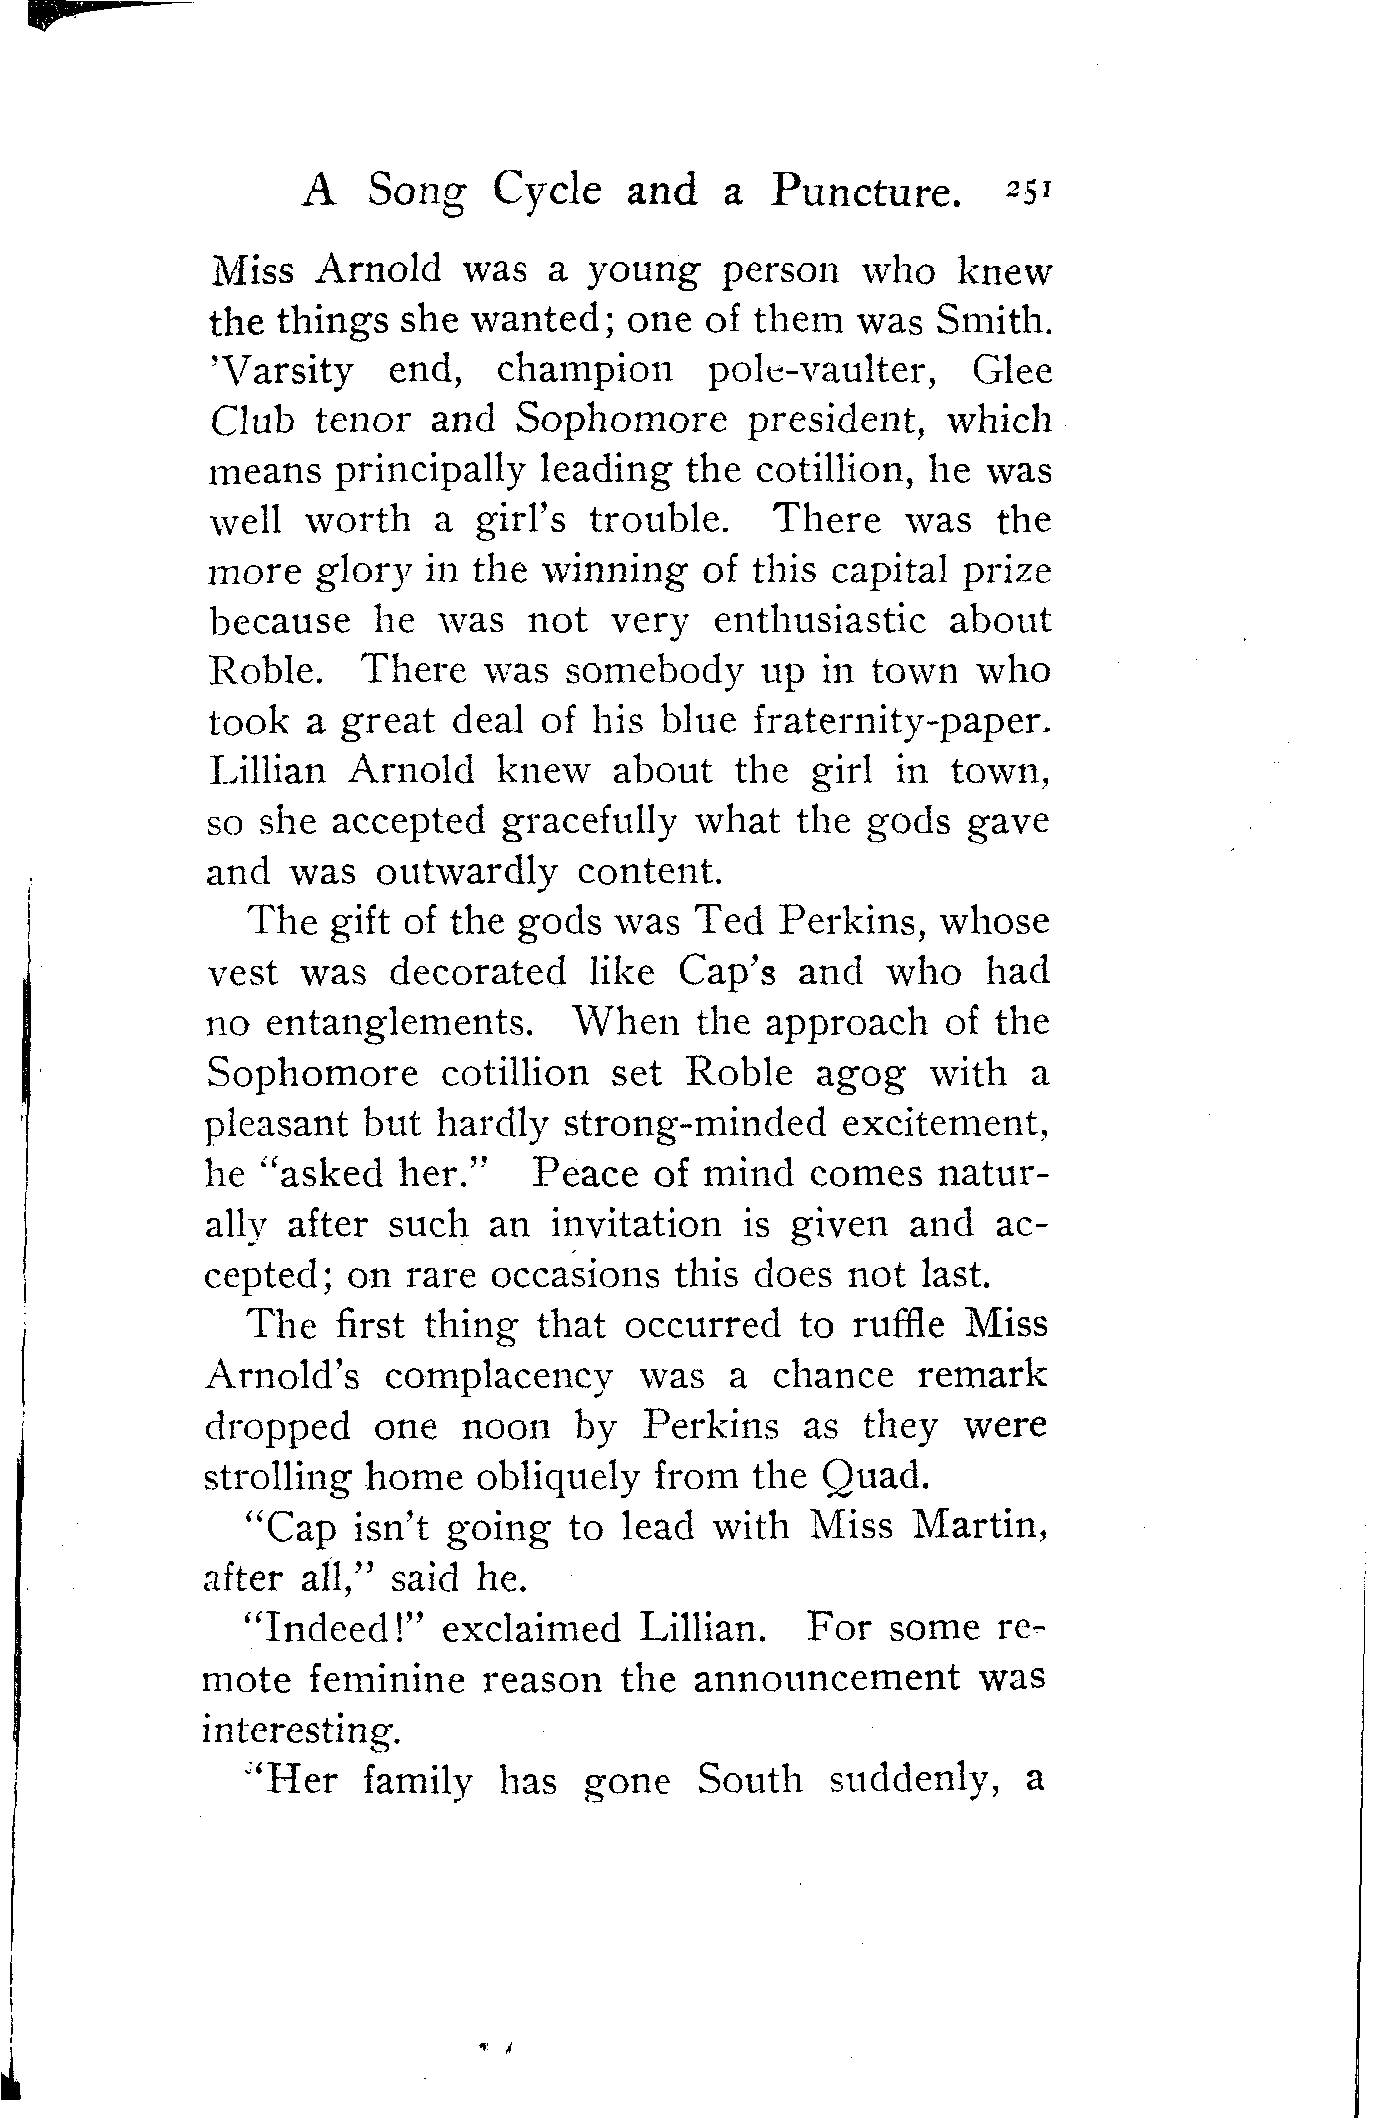 A Song Cycle and a Puncture. 251
Miss Arnold was a young person who knew
the things she wanted; one of them was Smith.
'Varsity end, champion pole-vaulter, Glee
Club tenor and Sophomore president, which
means principally leading the cotillion, he was
well worth a girl's trouble. There was the
more glory in the winning of this capital prize
because he was not very enthusiastic about
Roble. There was somebody up in town who
took a great deal of his blue fraternity-paper.
Lillian Arnold knew about the girl in town,
so she accepted gracefully what the gods gave
and was outwardly content.
The gift of the gods was Ted Perkins, whose
vest was decorated like Cap's and who had
no entanglements. When the approach of the
Sophomore cotillion set Roble agog with a
pleasant but hardly strong-minded excitement,
he "asked her." Peace of mind comes natur-
ally after such an invitation is given and ac-
cepted; on rare occasions this does not last.
The first thing that occurred to ruffle Miss
Arnold's complacency was a chance remark
dropped one noon by Perkins as they were
strolling home obliquely from the Quad.
"Cap isn't going to lead with Miss Martin,
after all," said he.
"Indeed!" exclaimed Lillian. For some re-
mote feminine reason the announcement was
interesting.
"Her family has gone South suddenly, a